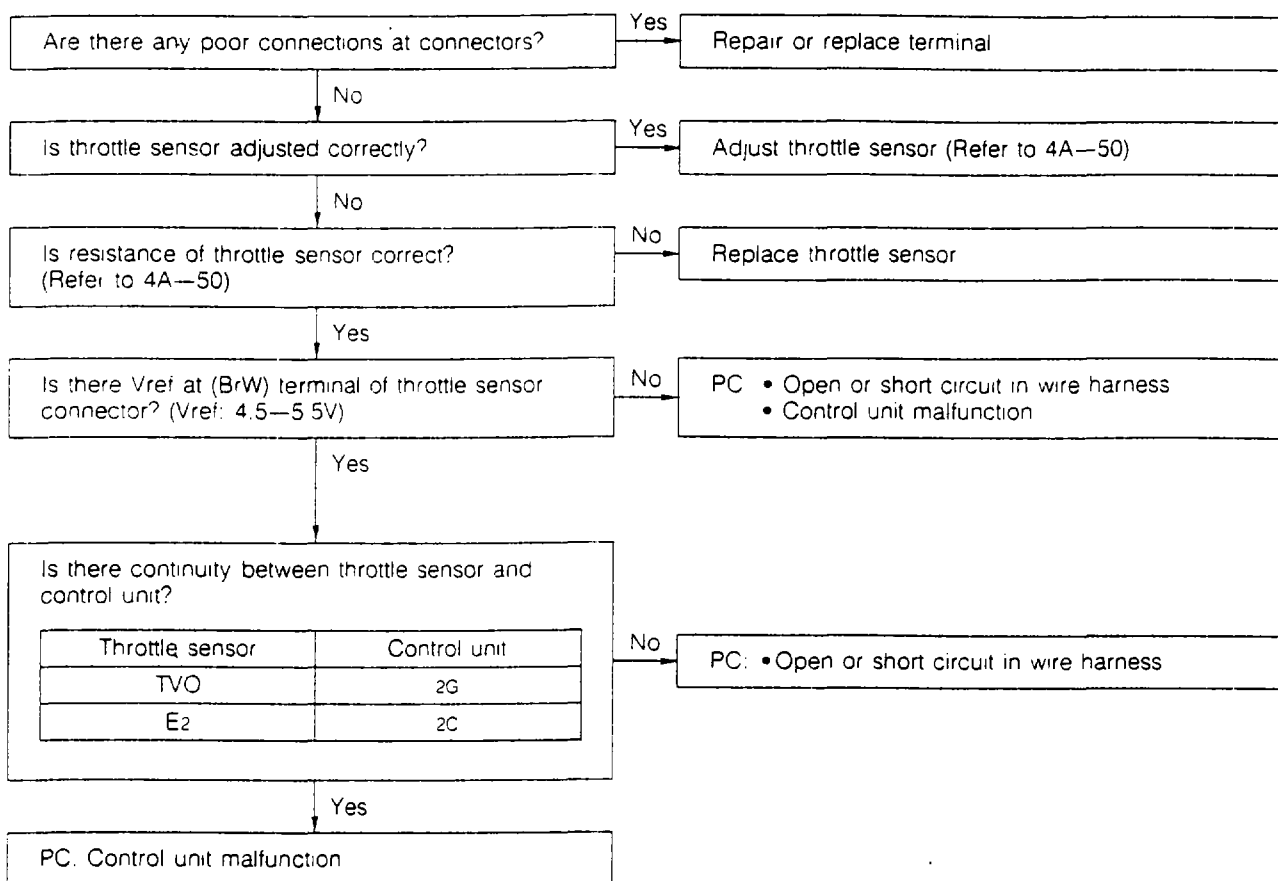 Are there any poor connections at connectors?
Yes
Repair or replace terminal
No
Is throttle sensor adjusted correctly?
Yes
Adjust throttle sensor (Refer to 4A—50)
No
Is resistance of throttle sensor correct?
(Refer to 4A—50)
No
Replace throttle sensor
Yes
Is there Vref at (BrW) terminal of throttle sensor
connector? (Vref: 4.5—5 5V)
No
PC • Open or short circuit in wire harness
• Control unit malfunction
Yes
Is there continuity between throttle sensor and
control unit?
Throttle sensor Control unit
TVO 2G
E2 2C
No
PC: • Open or short circuit in wire harness
Yes
PC. Control unit malfunction